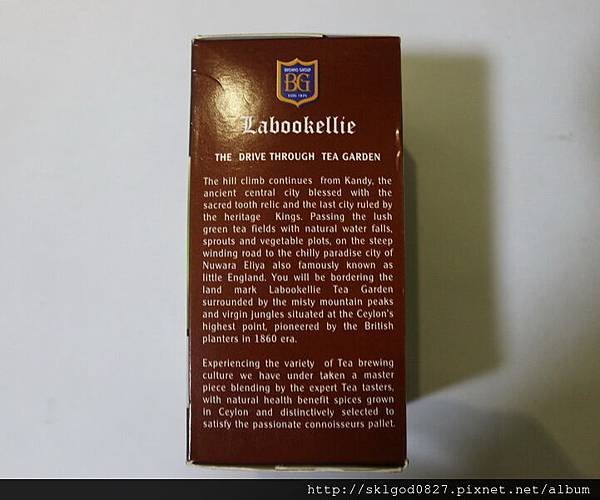 BROWNS GROUP
BG
Labookellie
THE DRIVE THROUGH TEA GARDEN
The hill climb continues from Kandy, the
ancient central city blessed with the
sacred tooth relic and the last city ruled by
the heritage Kings. Passing the lush
green tea fields with natural water falls,
sprouts and vegetable plots, on the steep
winding road to the chilly paradise city of
Nuwara Eliya also famously known as
little England. You will be bordering the
land mark Labookellie Tea Garden
surrounded by the misty mountain peaks
and virgin jungles situated at the Ceylon's
highest point, pioneered by the British
planters in 1860 era.
Experiencing the variety of Tea brewing
culture we have under taken a master
piece blending by the expert Tea tasters,
with natural health benefit spices grown
in Ceylon and distinctively selected to
satisfy the passionate connoisseurs pallet.
http://sklgod0827.pixnet.net/album